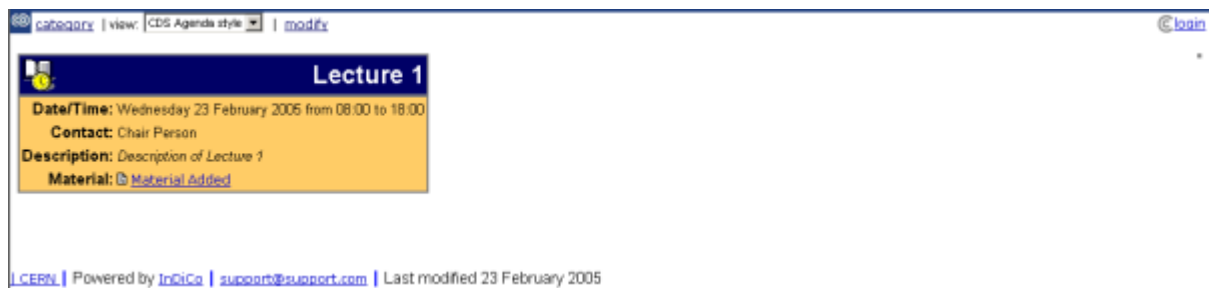 category | view: CDS Agenda style | modify
login
Lecture 1
Date/Time: Wednesday 23 February 2005 from 08:00 to 18:00
Contact: Chair Person
Description: Description of Lecture 1
Material: Material Added
| CERN | Powered by InDiCo | support@support.com | Last modified 23 February 2005